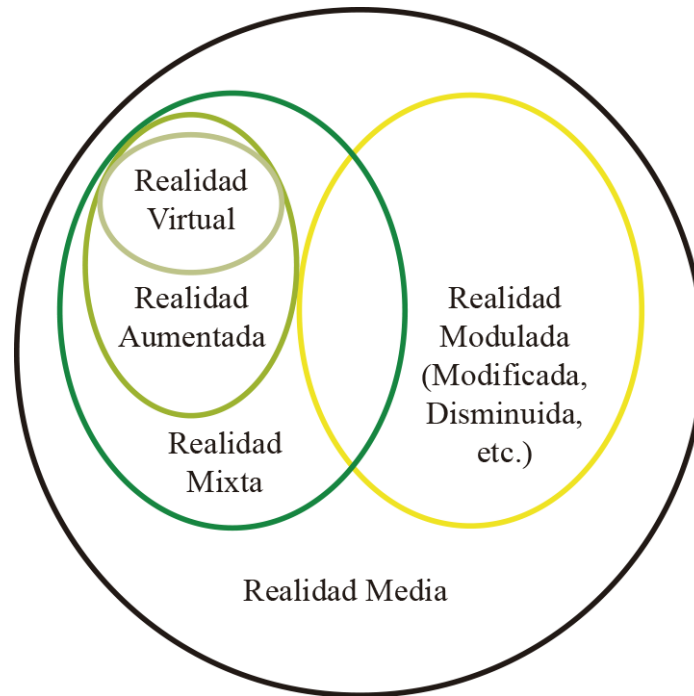 Realidad
Virtual
Realidad
Aumentada
Realidad
Mixta
Realidad
Modulada
(Modificada,
Disminuida,
etc.)
Realidad Media